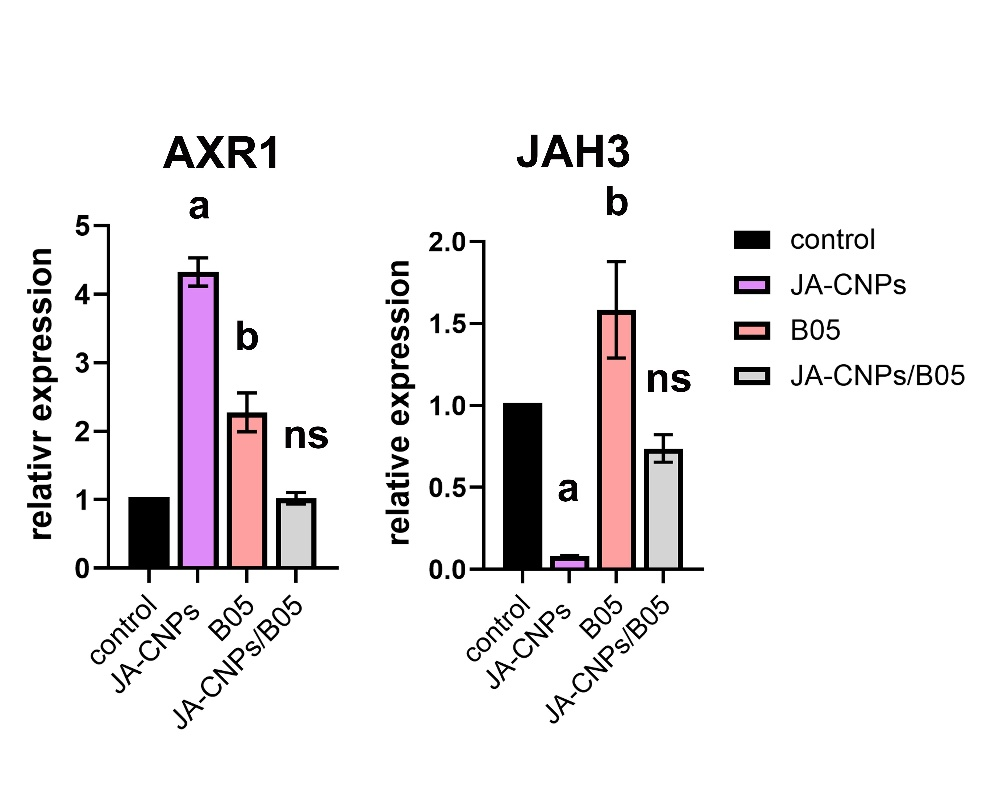 AXR1
a
b
ns
relativr expression
5
4
3
2
1
0
control
JA-CNPs
B05
JA-CNPs/B05
JAH3
b
ns
a
relative expression
2.0
1.5
1.0
0.5
0.0
control
JA-CNPs
B05
JA-CNPs/B05
control
JA-CNPs
B05
JA-CNPs/B05